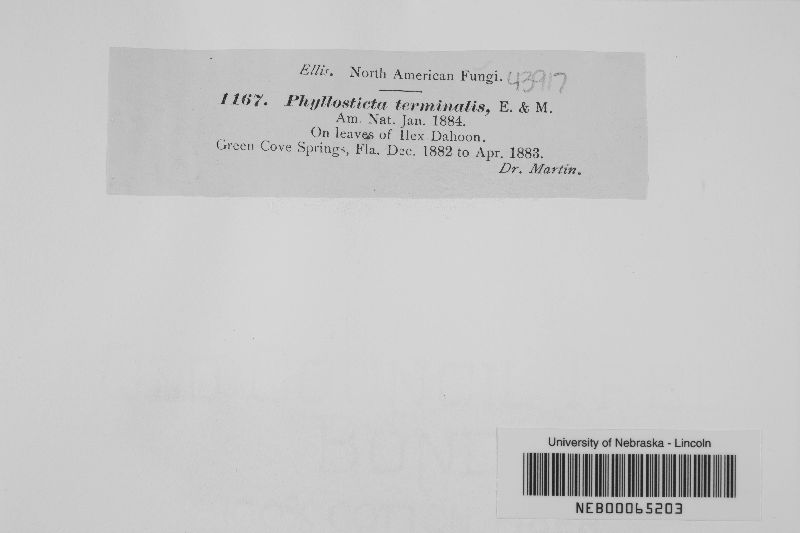 Ellis. North American Fungi. 43917
1167. Phyllosticta terminalis, E. & M.
Am. Nat. Jan. 1884.
On leaves of Ilex Dahoon.
Green Cove Springs, Fla. Dec. 1882 to Apr. 1883.
Dr. Martin.
University of Nebraska - Lincoln
NEB00065203